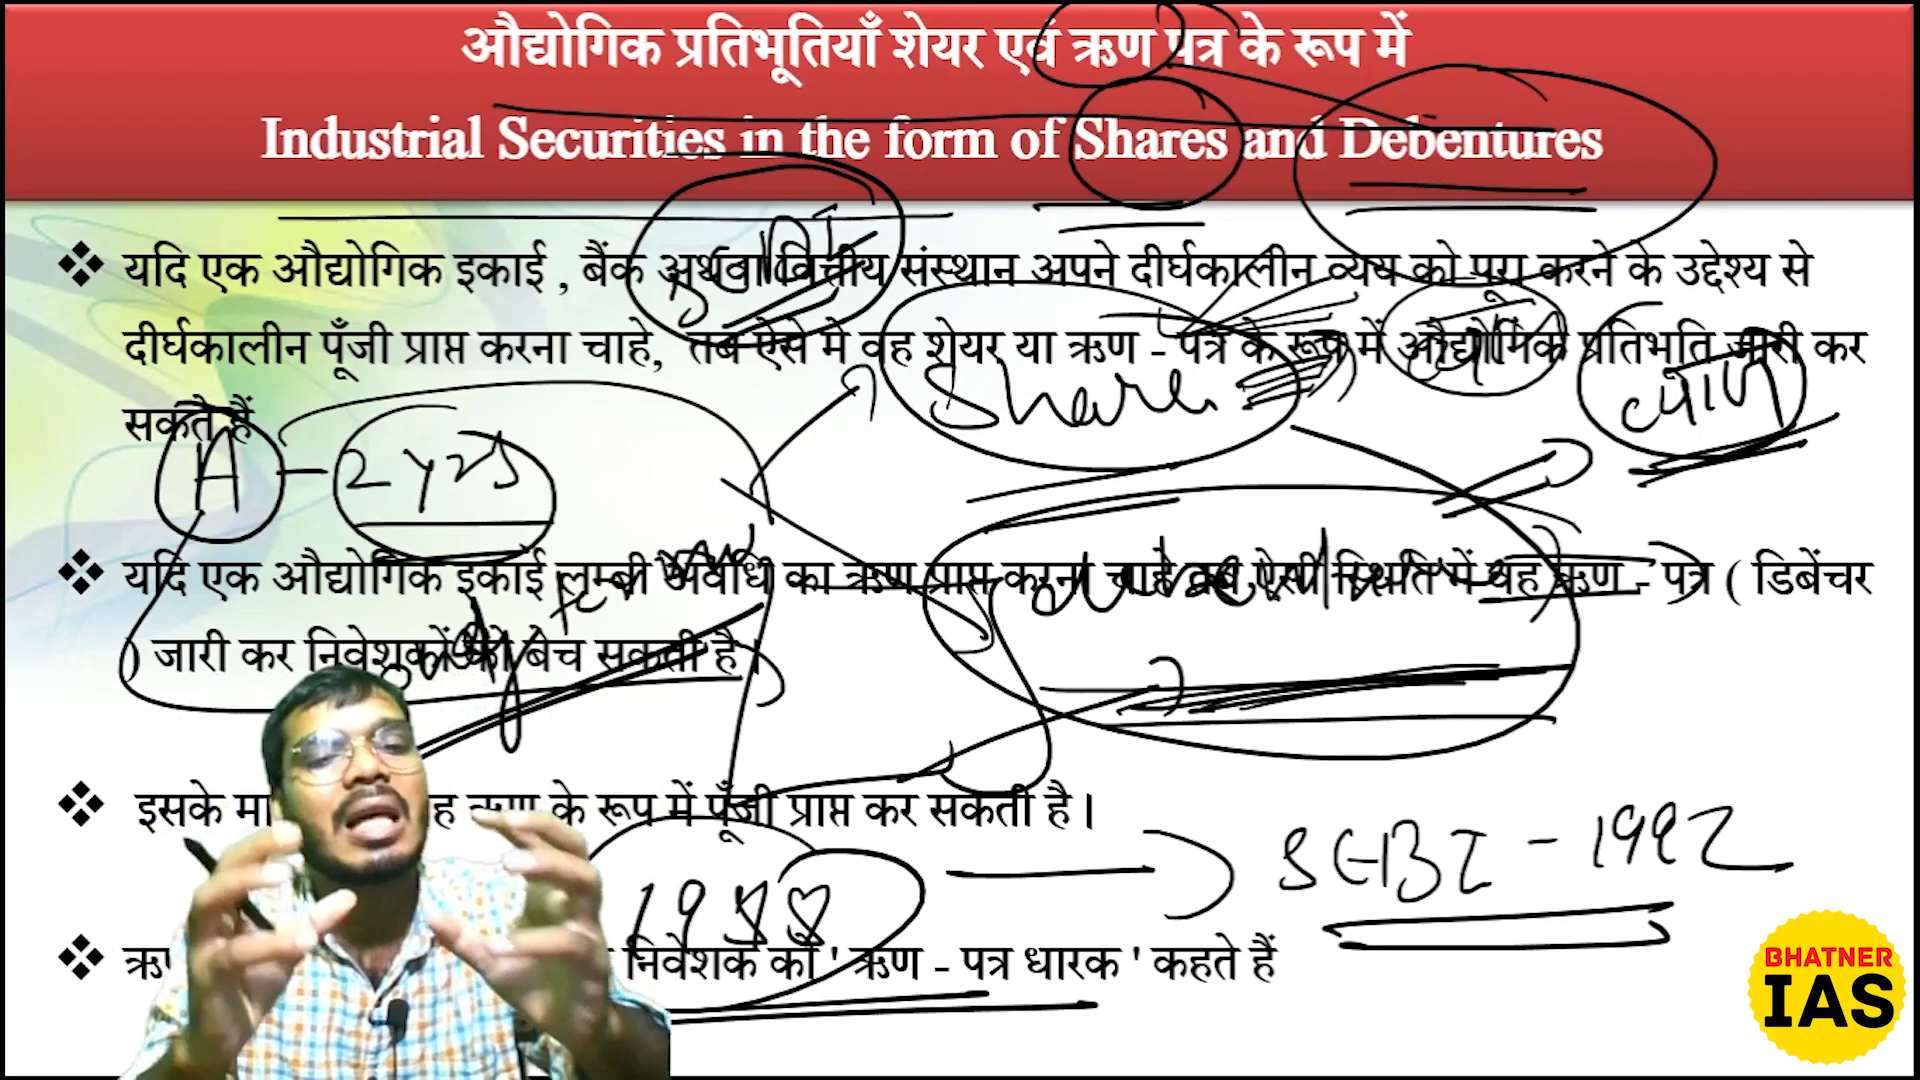 औद्योगिक प्रतिभूतियाँ शेयर एवं ऋण पत्र के रूप में
Industrial Securities in the form of Shares and Debentures
❖ यदि एक औद्योगिक इकाई , बैंक अथवा वित्तीय संस्थान अपने दीर्घकालीन व्यय को पूरा करने के उद्देश्य से
दीर्घकालीन पूँजी प्राप्त करना चाहे, तब ऐसे मे वह शेयर या ऋण - पत्र के रूप में औद्योगिक प्रतिभूति जारी कर
सकते हैं
Share
ब्याज
A - 2 yrs
❖ यदि एक औद्योगिक इकाई लम्बी अवधि का ऋण प्राप्त करना चाहे तब ऐसी स्थिति में वह ऋण - पत्र ( डिबेंचर
) जारी कर निवेशकों को बेच सकती है।
❖ इसके ऋण के रूप में पूँजी प्राप्त कर सकती है।
1988
SEBI - 1992
❖ निवेशक को ' ऋण - पत्र धारक ' कहते हैं
BHATNER
IAS